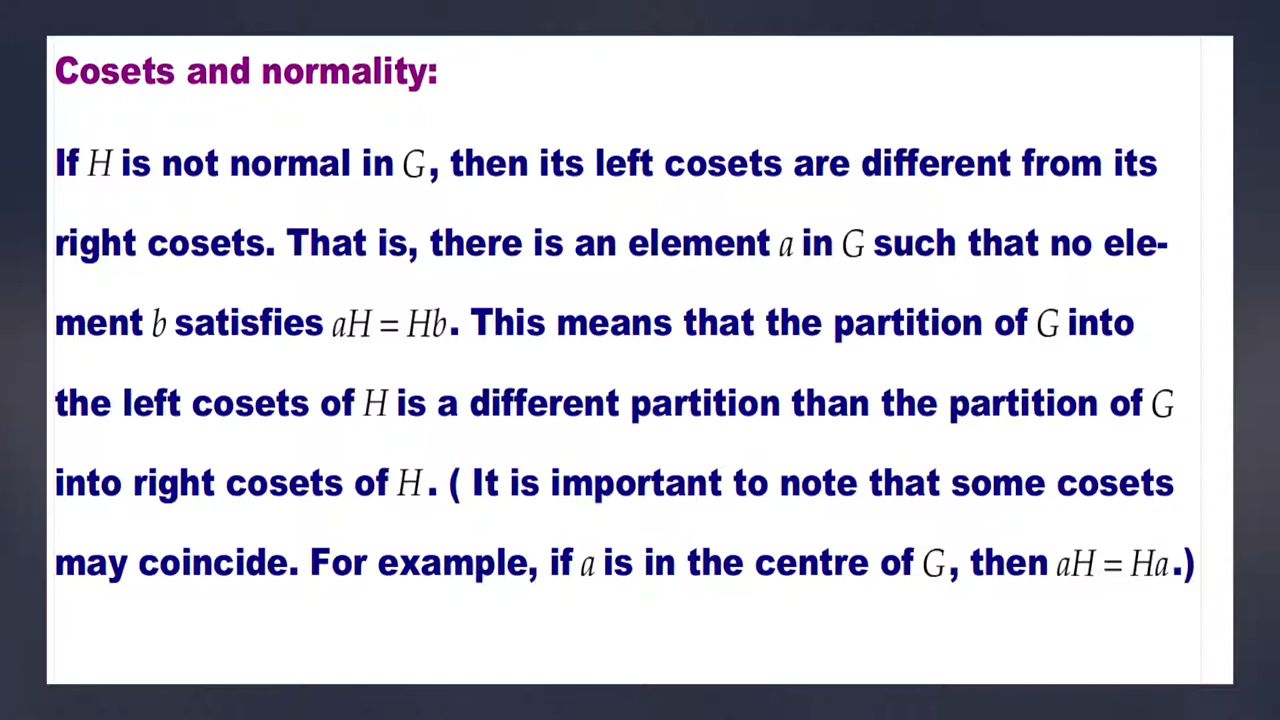 Cosets and normality:
If H is not normal in G, then its left cosets are different from its
right cosets. That is, there is an element a in G such that no ele-
ment b satisfies aH = Hb. This means that the partition of G into
the left cosets of H is a different partition than the partition of G
into right cosets of H. ( It is important to note that some cosets
may coincide. For example, if a is in the centre of G, then aH = Ha.)